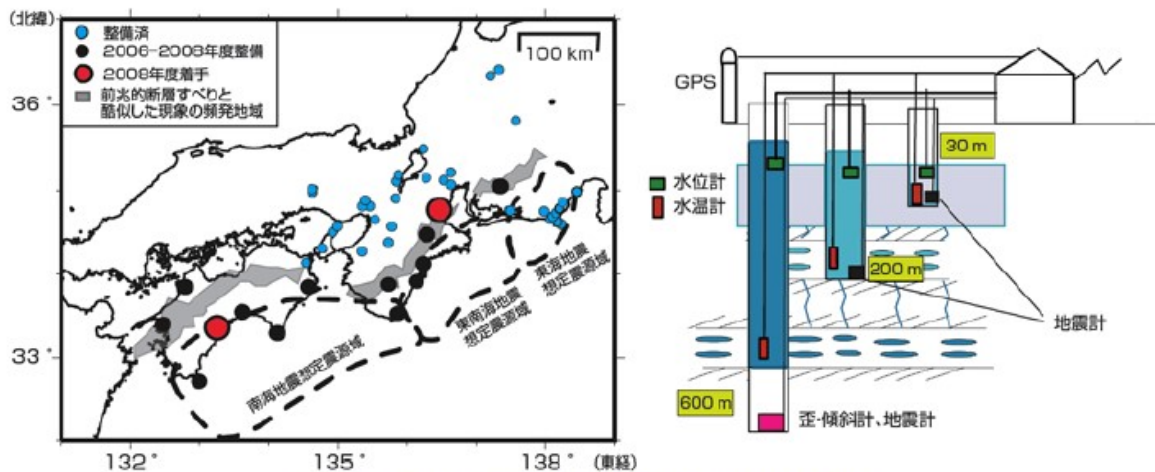 (北緯)
整備済
2006-2008年度整備
2008年度着手
前兆的断層すべりと
酷似した現象の頻発地域
100 km
36°
33°
132°
135°
138°
(東経)
東海地震
想定震源域
東南海地震
想定震源域
南海地震想定震源域
GPS
30 m
水位計
水温計
200 m
地震計
600 m
歪・傾斜計、地震計